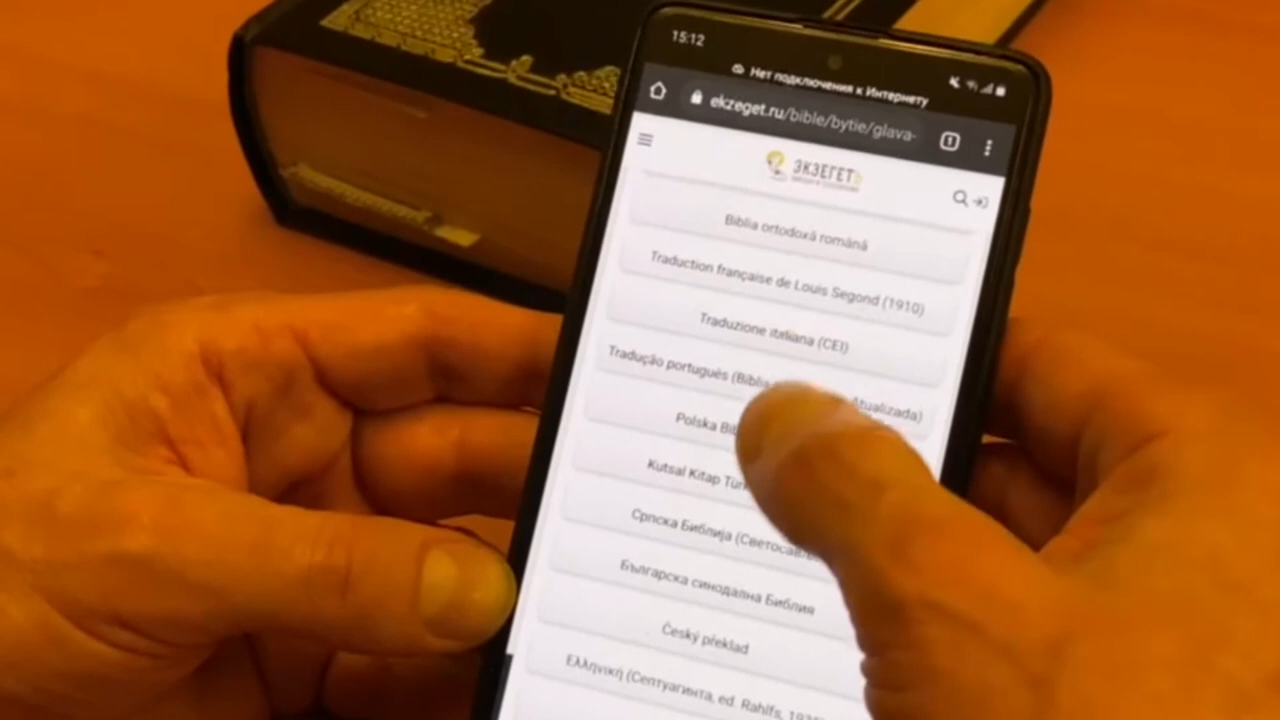 15:12
Нет подключения к Интернету
ekzeget.ru/bible/bytie/glava-
1
ЭКЗЕГЕТЪ
Biblia ortodoxă română
Traduction française de Louis Segond (1910)
Traduzione italiana (CEI)
Tradução português (Biblia Atualizada)
Polska
Kutsal Kitap
Српска Библија
Българска синодална Библия
Český překlad
Ελληνική (Септуагинта, ed. Rahlfs,